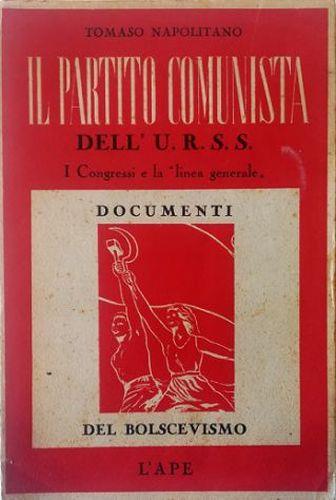 TOMASO NAPOLITANO
IL PARTITO COMUNISTA
DELL' U. R. S. S.
I Congressi e la "linea generale„
DOCUMENTI
DEL BOLSCEVISMO
L'APE